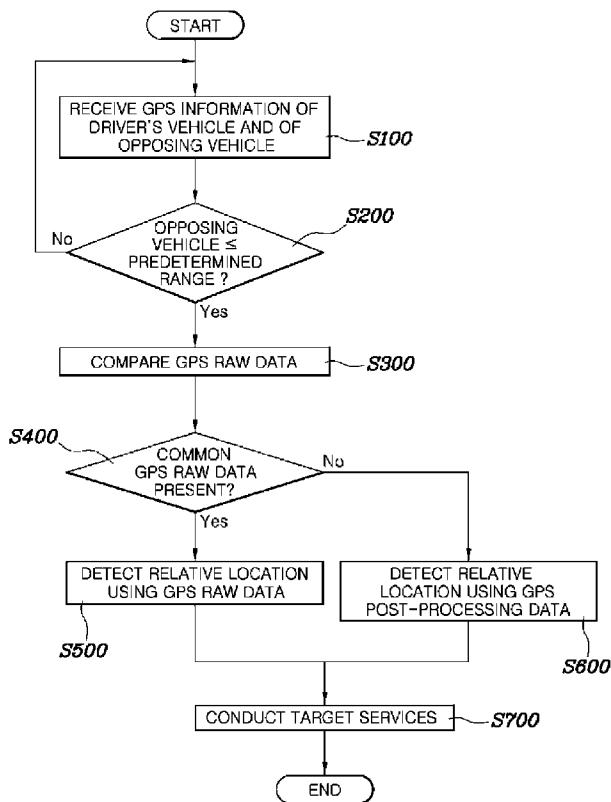 START
RECEIVE GPS INFORMATION OF
DRIVER'S VEHICLE AND OF
OPPOSING VEHICLE
S100
S200
OPPOSING
VEHICLE ≤
PREDETERMINED
RANGE ?
No
Yes
COMPARE GPS RAW DATA
S300
S400
COMMON
GPS RAW DATA
PRESENT?
No
Yes
DETECT RELATIVE LOCATION
USING GPS RAW DATA
S500
DETECT RELATIVE
LOCATION USING GPS
POST-PROCESSING DATA
S600
CONDUCT TARGET SERVICES
S700
END